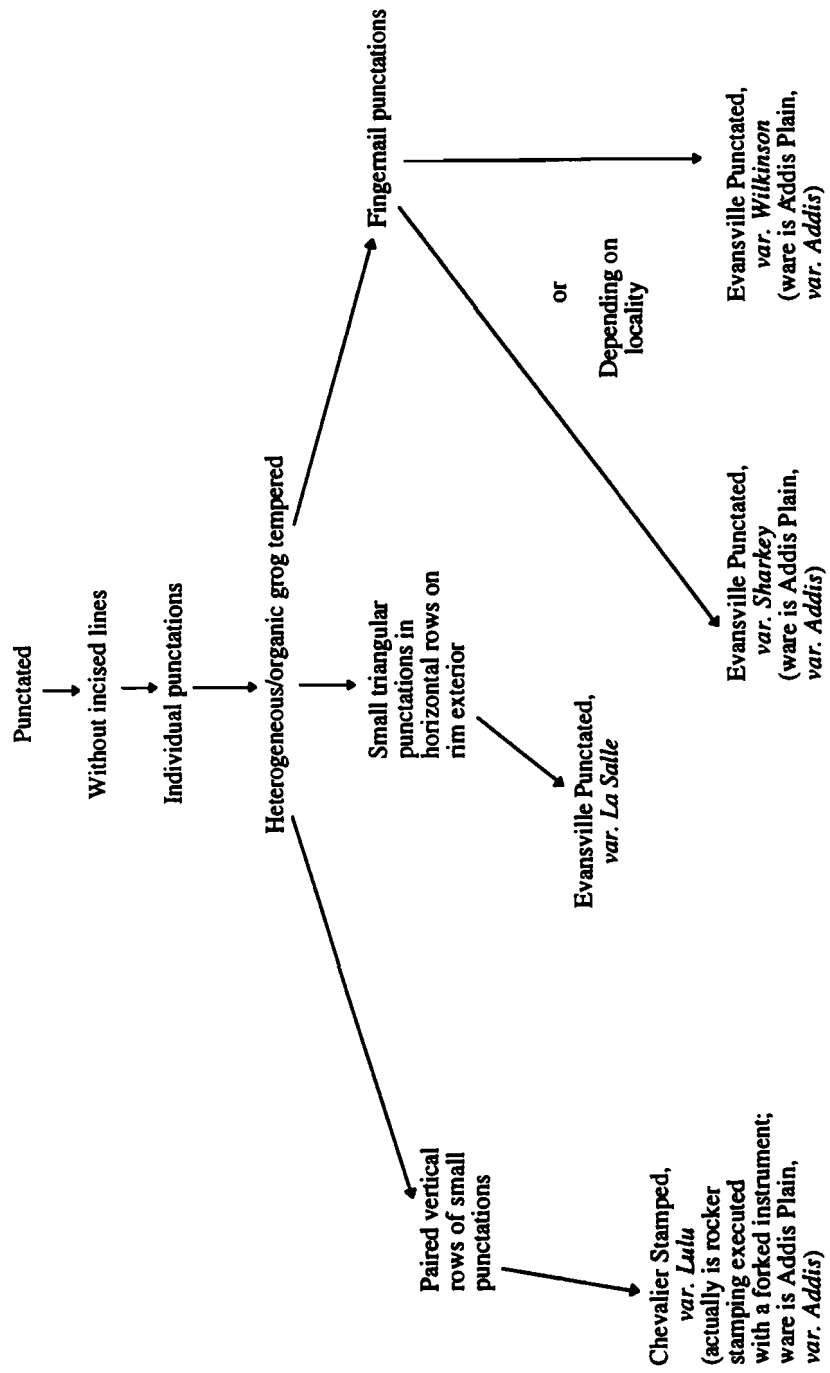 Punctated
Without incised lines
Individual punctations
Heterogeneous/organic grog tempered
Paired vertical
rows of small
punctations
Small triangular
punctations in
horizontal rows on
rim exterior
Fingernail punctations
Chevalier Stamped,
var. Lulu
(actually is rocker
stamping executed
with a forked instrument;
ware is Addis Plain,
var. Addis)
Evansville Punctated,
var. La Salle
or
Depending on
locality
Evansville Punctated,
var. Sharkey
(ware is Addis Plain,
var. Addis)
Evansville Punctated,
var. Wilkinson
(ware is Addis Plain,
var. Addis)